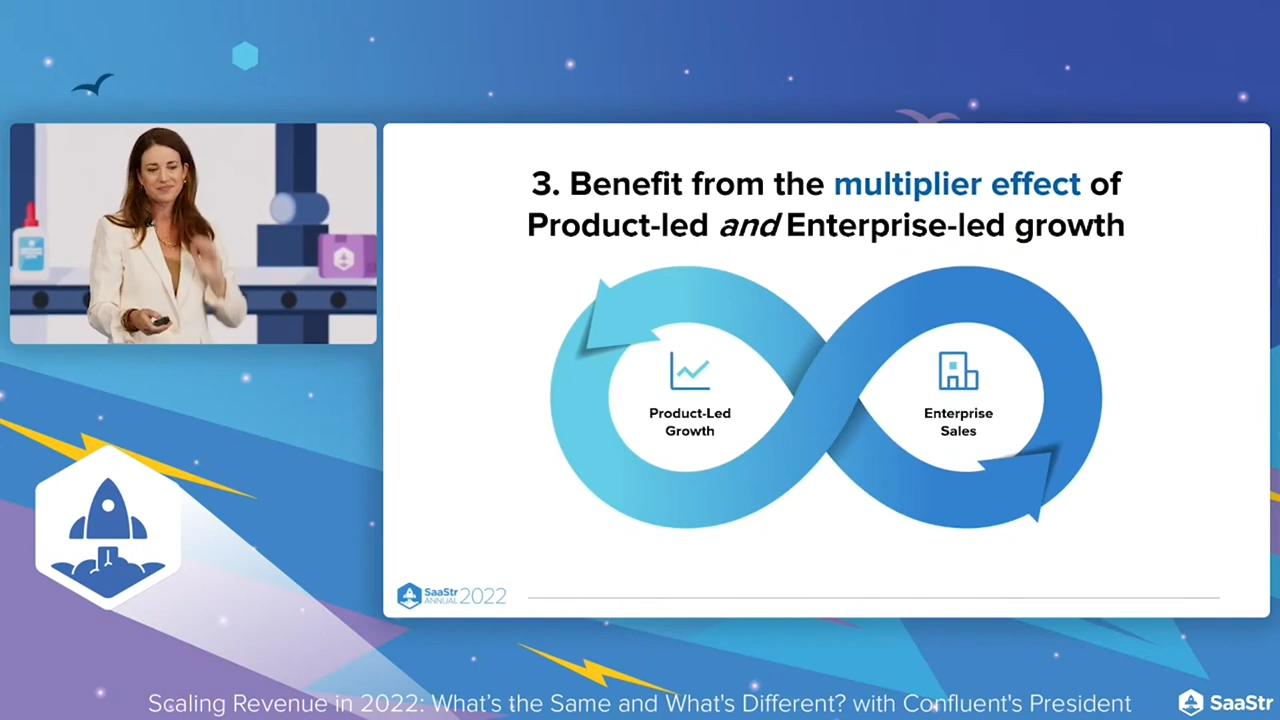 3. Benefit from the multiplier effect of
Product-led and Enterprise-led growth
Product-Led
Growth
Enterprise
Sales
SaaStr
ANNUAL 2022
Scaling Revenue in 2022: What's the Same and What's Different? with Confluent's President
SaaStr